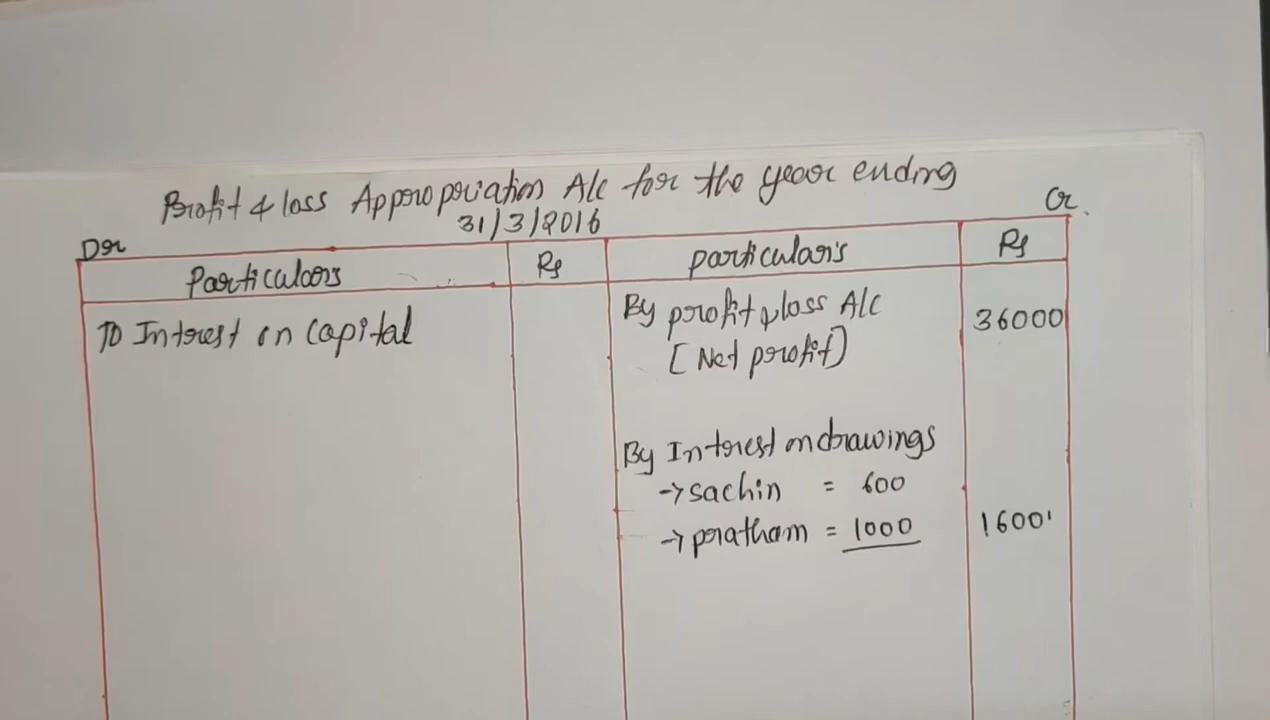 Profit & loss Appropriation A/c for the year ending
31/3/2016
Dr
Cr.
Particulars Rs particulars Rs
To Interest on capital
By profit & loss A/c 36000
[Net profit]
By Interest on drawings
→ sachin = 600
→ pratham = 1000 1600